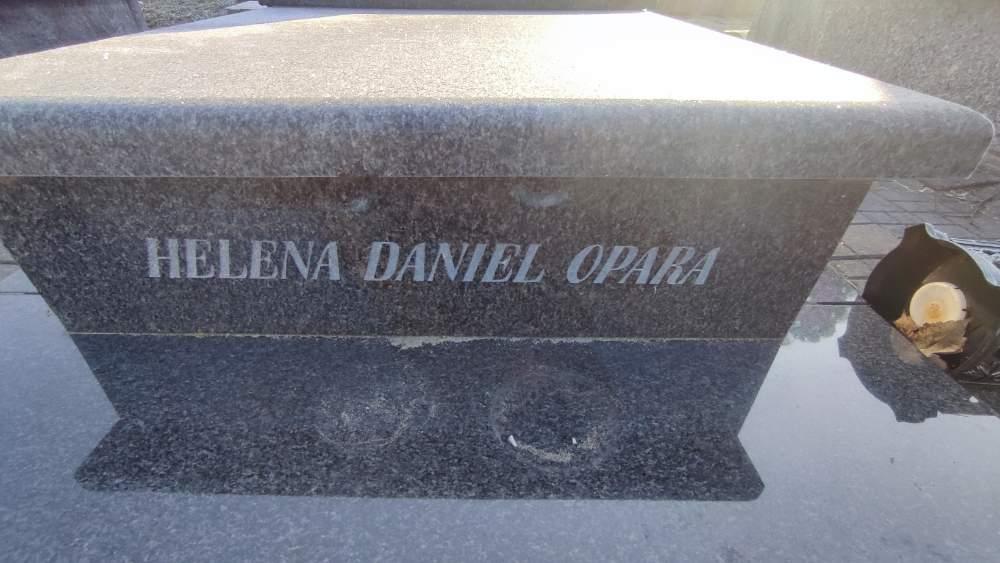 HELENA DANIEL OPARA